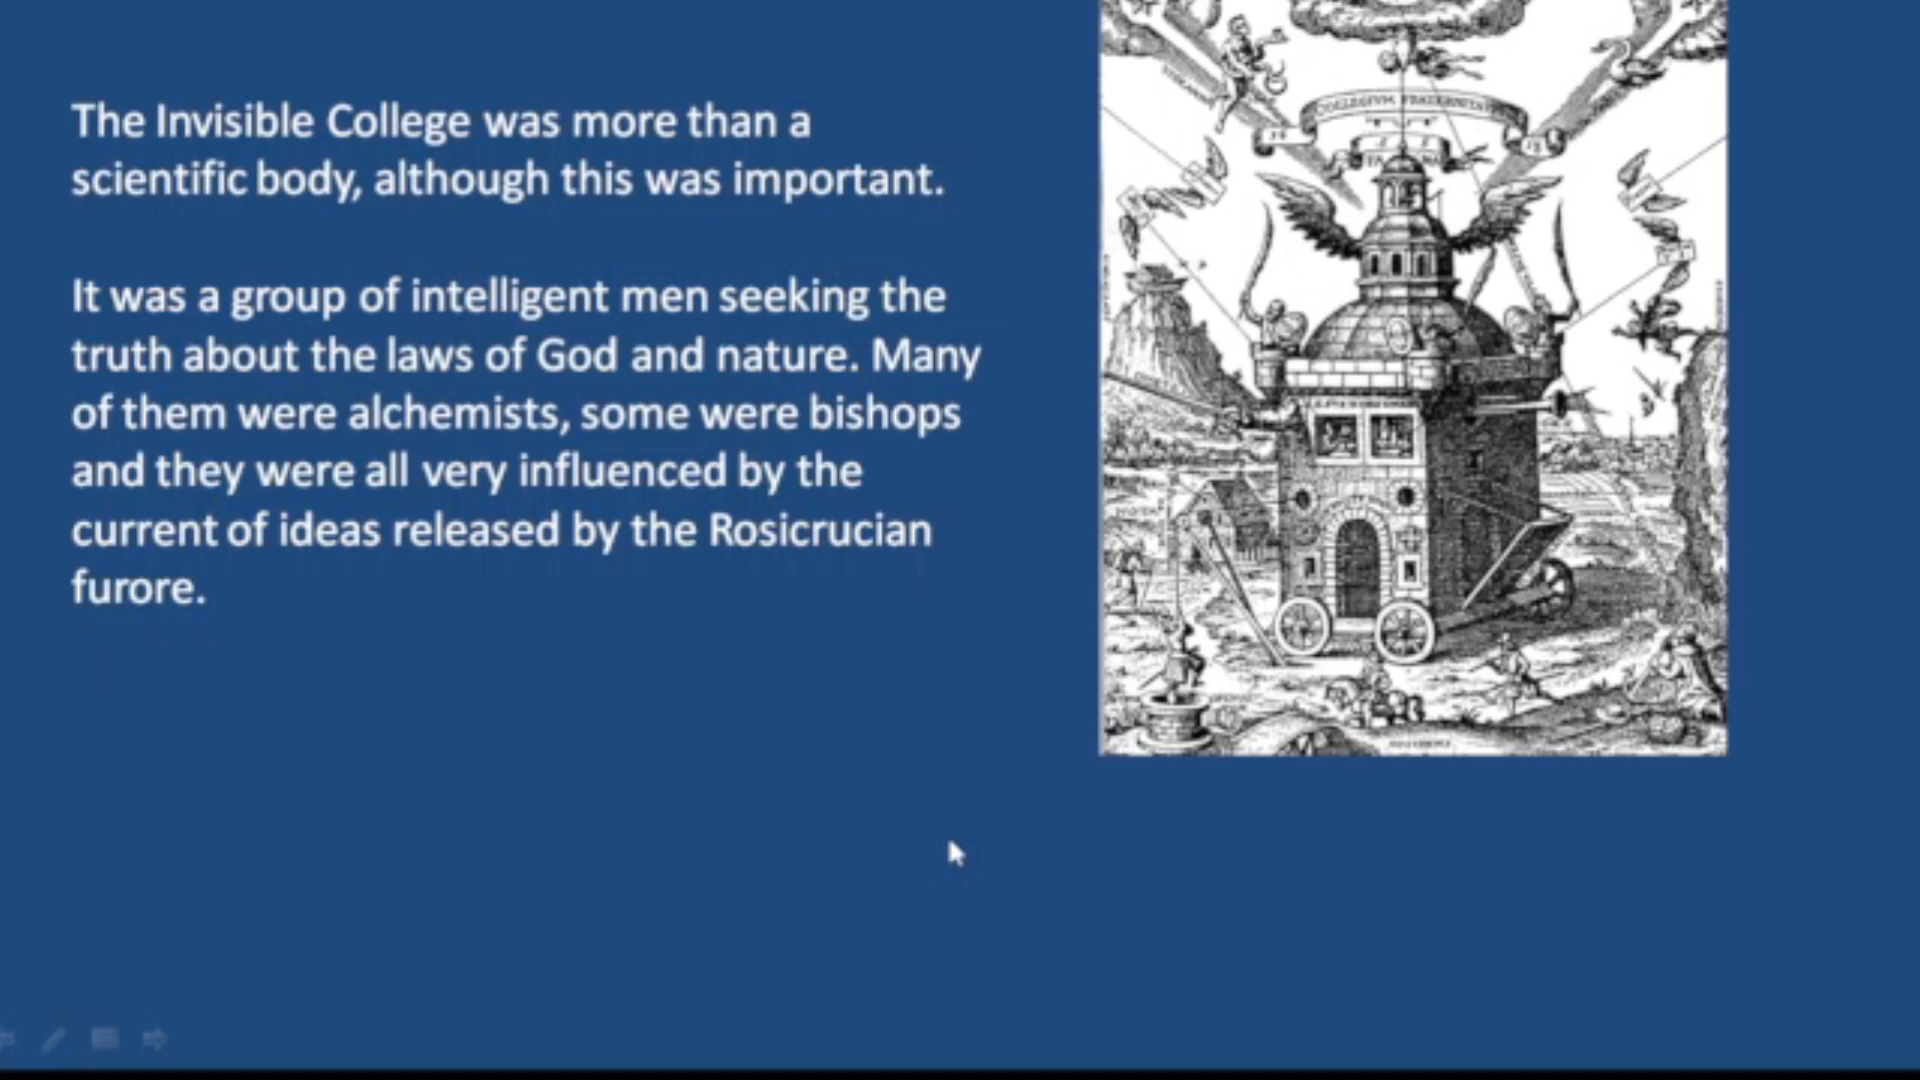 The Invisible College was more than a
scientific body, although this was important.
It was a group of intelligent men seeking the
truth about the laws of God and nature. Many
of them were alchemists, some were bishops
and they were all very influenced by the
current of ideas released by the Rosicrucian
furore.
COLLEGIVM FRATERNITATIS